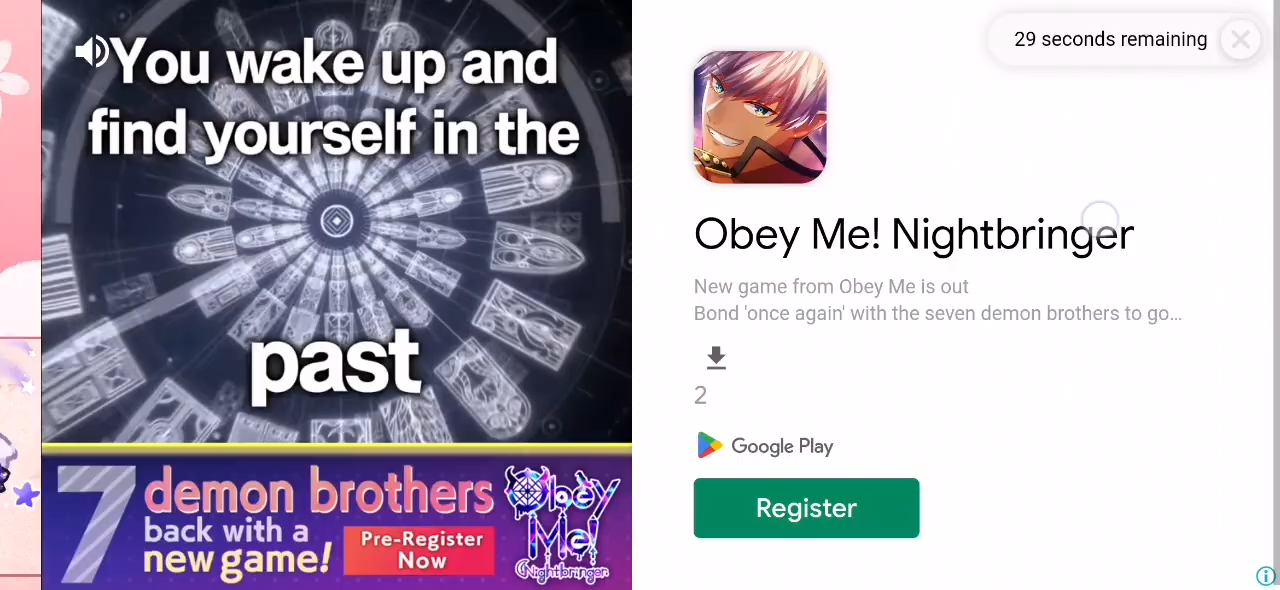 You wake up and
find yourself in the
past
7 demon brothers
back with a
new game!
Pre-Register
Now
Obey
Me!
Nightbringer
29 seconds remaining
Obey Me! Nightbringer
New game from Obey Me is out
Bond 'once again' with the seven demon brothers to go...
2
Google Play
Register